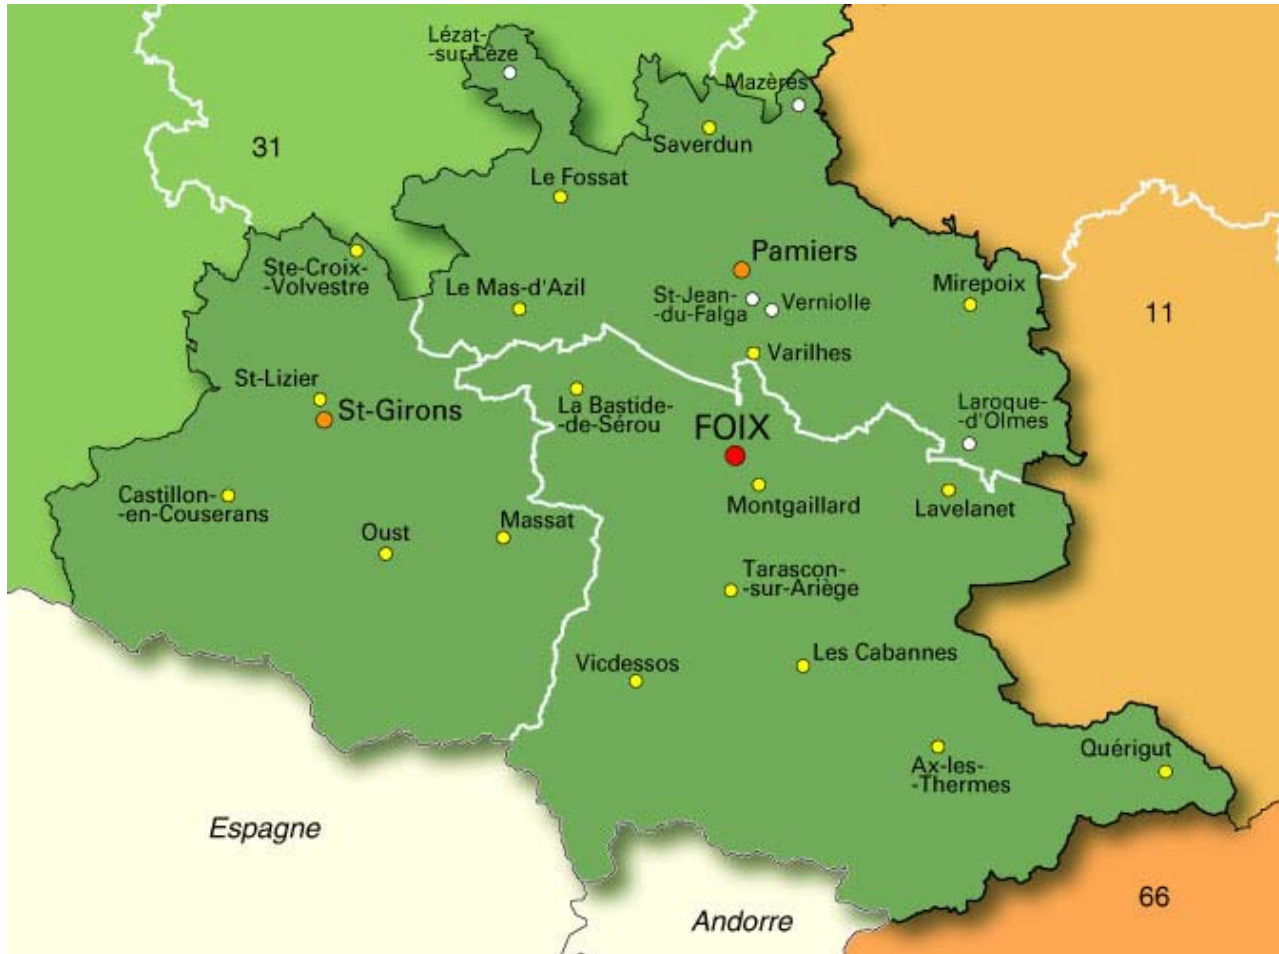 Lézat-
-sur-Lèze
Mazères
Saverdun
31
Le Fossat
Pamiers
Ste-Croix-
-Volvestre
Le Mas-d'Azil
St-Jean-
-du-Falga
Verniolle
Mirepoix
11
Varilhes
St-Lizier
St-Girons
La Bastide-
-de-Sérou
FOIX
Laroque-
-d'Olmes
Castillon-
-en-Couserans
Montgaillard
Lavelanet
Oust
Massat
Tarascon-
-sur-Ariège
Vicdessos
Les Cabannes
Quérigut
Ax-les-
-Thermes
Espagne
Andorre
66